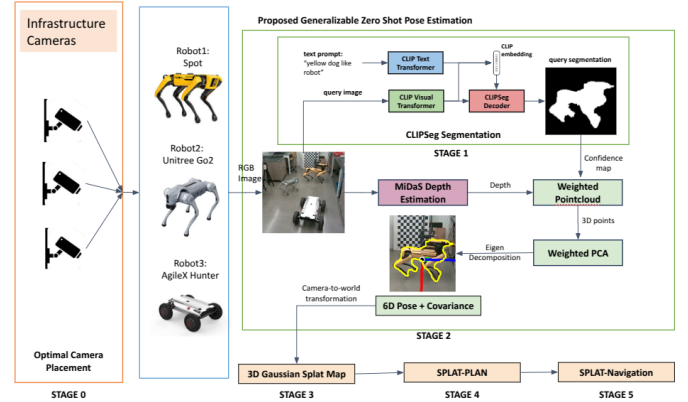 Infrastructure
Cameras
Optimal Camera
Placement
STAGE 0
Robot1:
Spot
Robot2:
Unitree Go2
Robot3:
AgileX Hunter
Proposed Generalizable Zero Shot Pose Estimation
text prompt:
"yellow dog like
robot"
CLIP Text
Transformer
CLIP
embedding
query segmentation
query image
CLIP Visual
Transformer
CLIPSeg
Decoder
CLIPSeg Segmentation
STAGE 1
RGB
Image
MiDaS Depth
Estimation
Depth
Confidence
map
Weighted
Pointcloud
3D points
Eigen
Decomposition
Weighted PCA
Camera-to-world
transformation
6D Pose + Covariance
STAGE 2
3D Gaussian Splat Map
SPLAT-PLAN
SPLAT-Navigation
STAGE 3
STAGE 4
STAGE 5